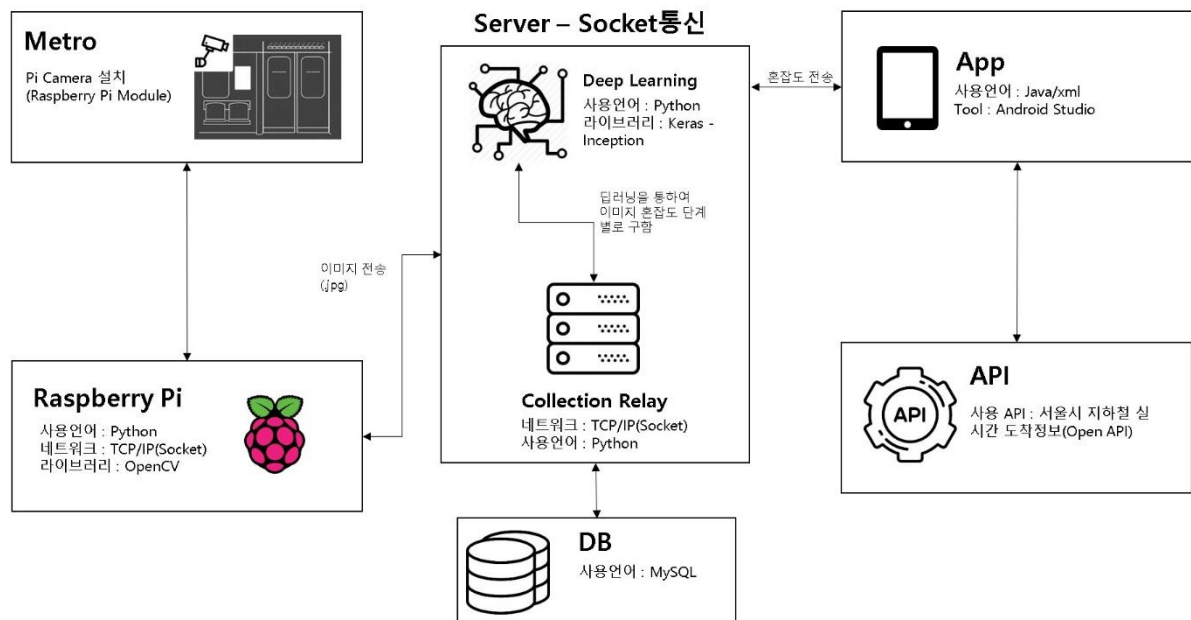 Server – Socket통신
Metro
Pi Camera 설치
(Raspberry Pi Module)
Deep Learning
사용언어 : Python
라이브러리 : Keras -
Inception
딥러닝을 통하여
이미지 혼잡도 단계
별로 구함
Collection Relay
네트워크 : TCP/IP(Socket)
사용언어 : Python
혼잡도 전송
App
사용언어 : Java/xml
Tool : Android Studio
이미지 전송
(.jpg)
Raspberry Pi
사용언어 : Python
네트워크 : TCP/IP(Socket)
라이브러리 : OpenCV
API
API
사용 API : 서울시 지하철 실
시간 도착정보(Open API)
DB
사용언어 : MySQL